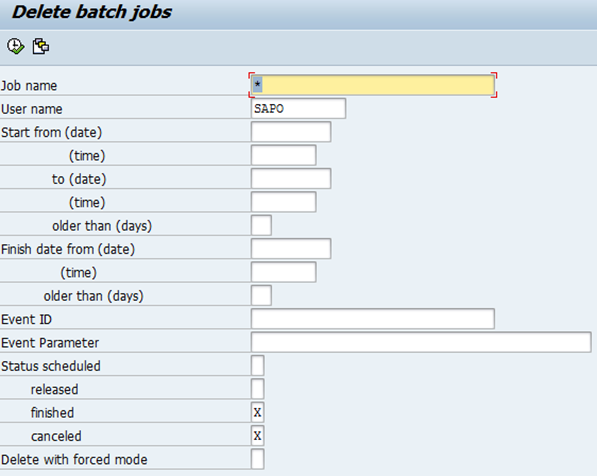 Delete batch jobs
Job name *
User name SAPO
Start from (date)
(time)
to (date)
(time)
older than (days)
Finish date from (date)
(time)
older than (days)
Event ID
Event Parameter
Status scheduled
released
finished X
canceled X
Delete with forced mode